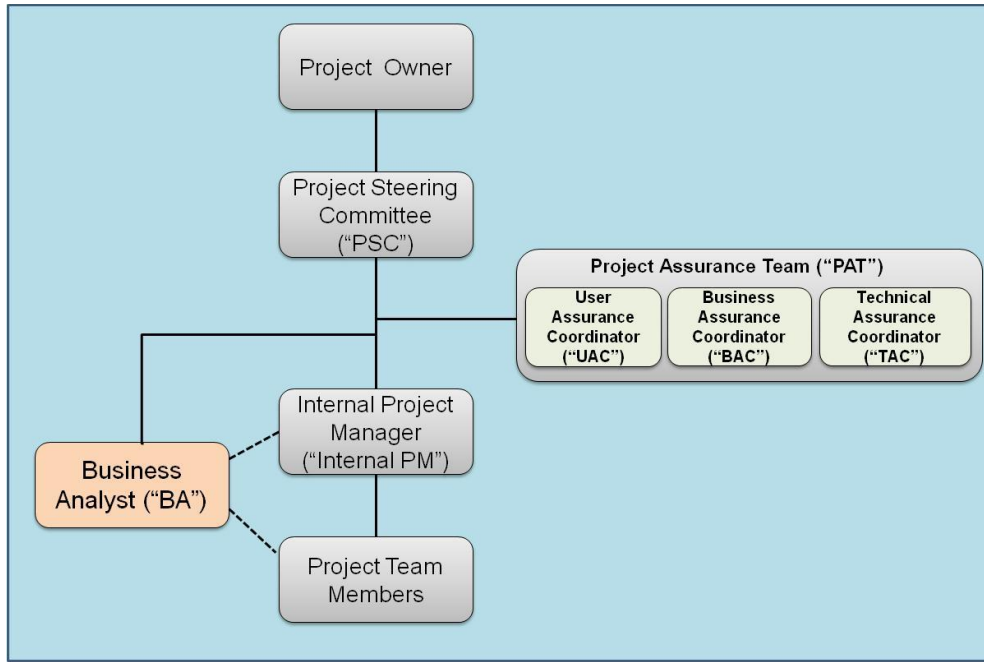 Project Owner
Project Steering
Committee
(“PSC”)
Project Assurance Team (“PAT”)
User
Assurance
Coordinator
(“UAC”)
Business
Assurance
Coordinator
(“BAC”)
Technical
Assurance
Coordinator
(“TAC”)
Internal Project
Manager
(“Internal PM”)
Business
Analyst (“BA”)
Project Team
Members